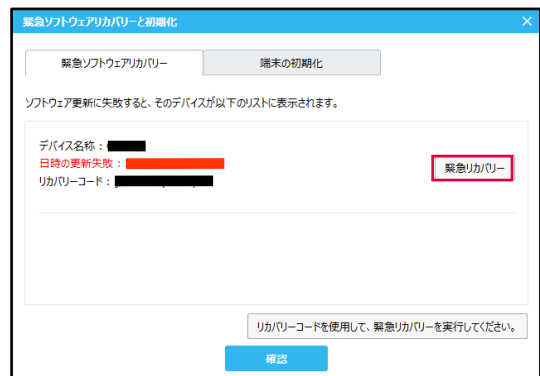 緊急ソフトウェアリカバリーと初期化
緊急ソフトウェアリカバリー
端末の初期化
ソフトウェア更新に失敗すると、そのデバイスが以下のリストに表示されます。
デバイス名称：
日時の更新失敗：
緊急リカバリー
リカバリーコード：
リカバリーコードを使用して、緊急リカバリーを実行してください。
確認